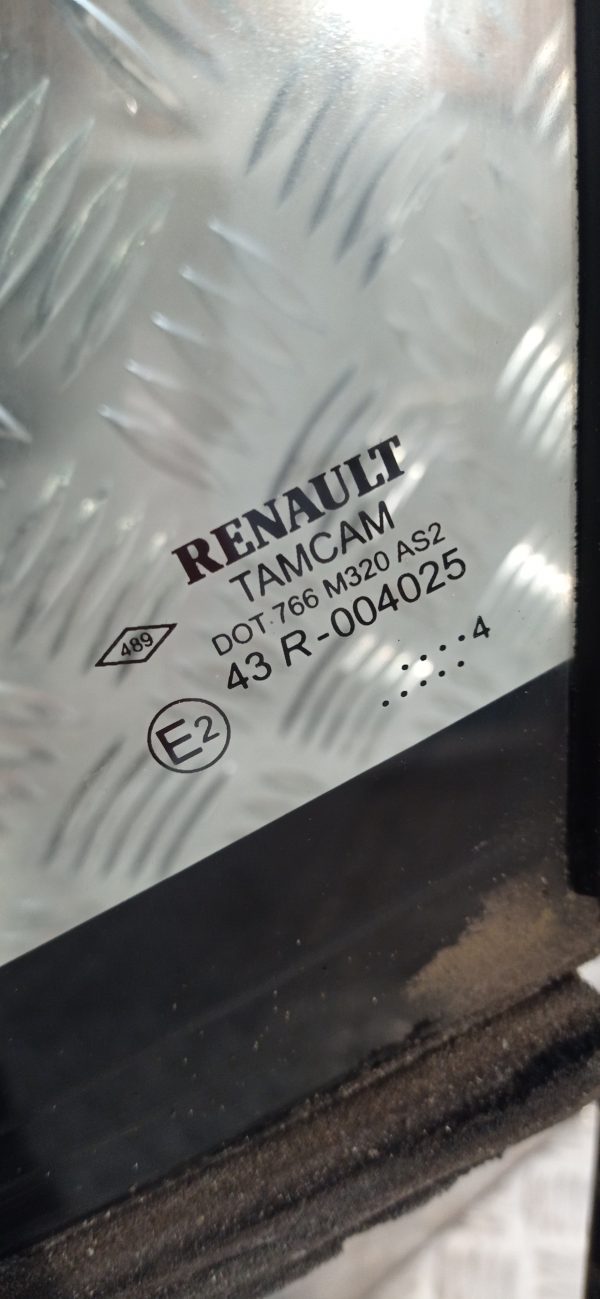 RENAULT
TAMCAM
DOT·766 M320 AS2
489
43 R-004025
E2
. . . . . 4
. . . . .